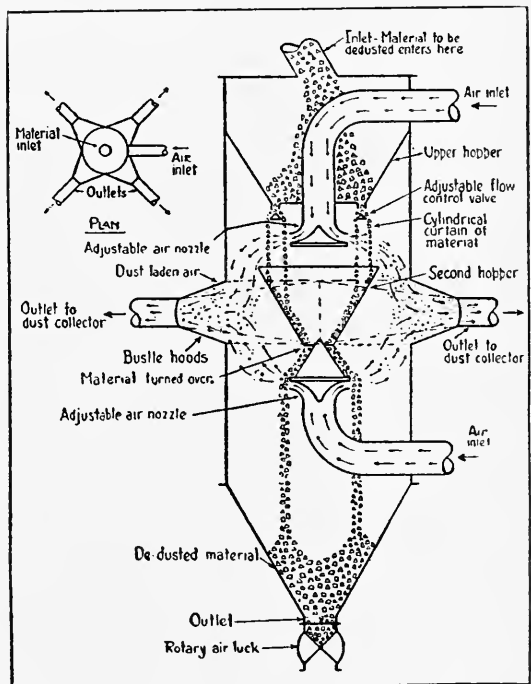 Inlet-Material to be
dedusted enters here
Air inlet
Material
inlet
Air
inlet
Outlets
PLAN
Upper hopper
Adjustable flow
control valve
Cylindrical
curtain of
material
Adjustable air nozzle
Dust laden air
Second hopper
Outlet to
dust collector
Outlet to
dust collector
Bustle hoods
Material turned over.
Adjustable air nozzle
Air
inlet
De-dusted material
Outlet
Rotary air luck